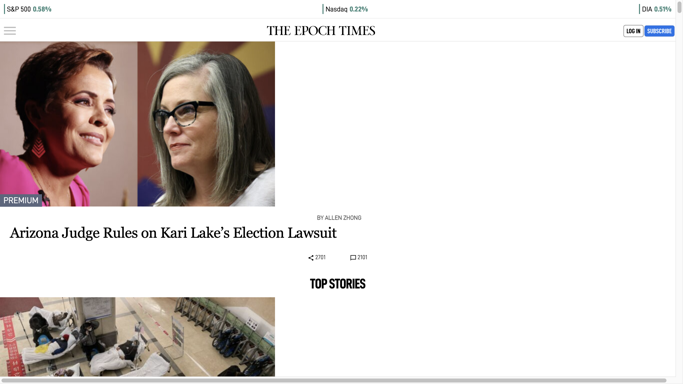 S&P 500 0.58%
Nasdaq 0.22%
DIA 0.51%
THE EPOCH TIMES
LOG IN
SUBSCRIBE
PREMIUM
BY ALLEN ZHONG
Arizona Judge Rules on Kari Lake’s Election Lawsuit
2701
2101
TOP STORIES